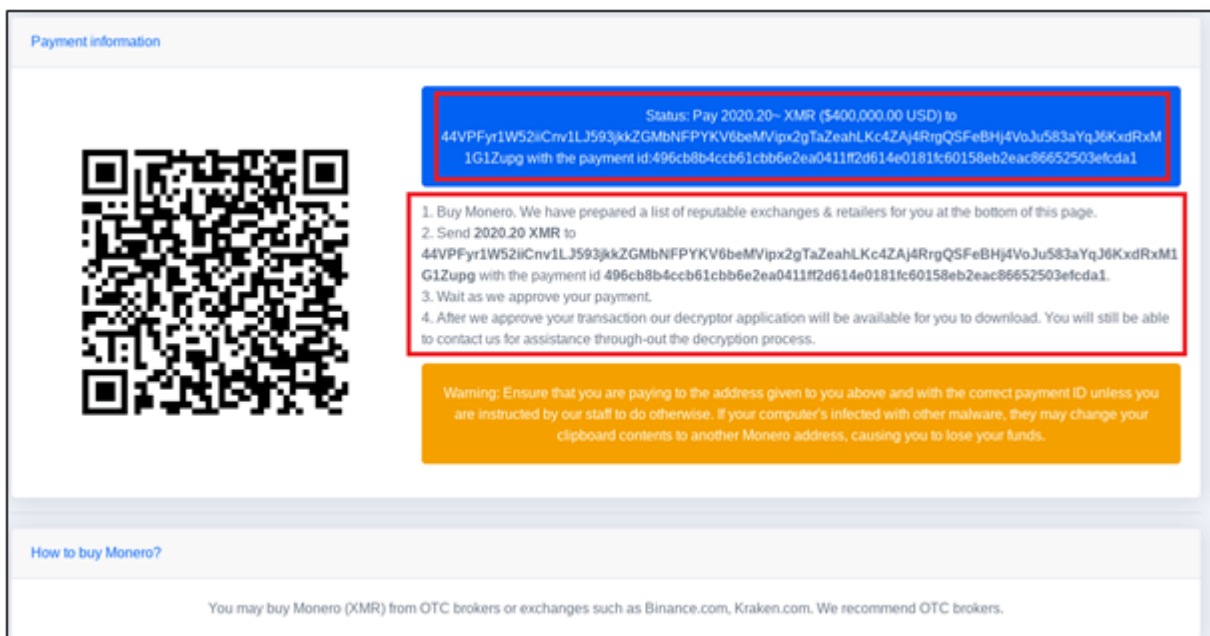 Payment information
Status: Pay 2020.20~ XMR ($400,000.00 USD) to
44VPFyr1W52iiCnv1LJ593jkkZGMbNFPYKV6beMVipx2gTaZeahLKc4ZAj4RrgQSFeBHj4VoJu583aYqJ6KxdRxM
1G1Zupg with the payment id:496cb8b4ccb61cbb6e2ea0411ff2d614e0181fc60158eb2eac86652503efcda1
1. Buy Monero. We have prepared a list of reputable exchanges & retailers for you at the bottom of this page.
2. Send 2020.20 XMR to
44VPFyr1W52iiCnv1LJ593jkkZGMbNFPYKV6beMVipx2gTaZeahLKc4ZAj4RrgQSFeBHj4VoJu583aYqJ6KxdRxM1
G1Zupg with the payment id 496cb8b4ccb61cbb6e2ea0411ff2d614e0181fc60158eb2eac86652503efcda1.
3. Wait as we approve your payment.
4. After we approve your transaction our decryptor application will be available for you to download. You will still be able
to contact us for assistance through-out the decryption process.
Warning: Ensure that you are paying to the address given to you above and with the correct payment ID unless you
are instructed by our staff to do otherwise. If your computer's infected with other malware, they may change your
clipboard contents to another Monero address, causing you to lose your funds.
How to buy Monero?
You may buy Monero (XMR) from OTC brokers or exchanges such as Binance.com, Kraken.com. We recommend OTC brokers.